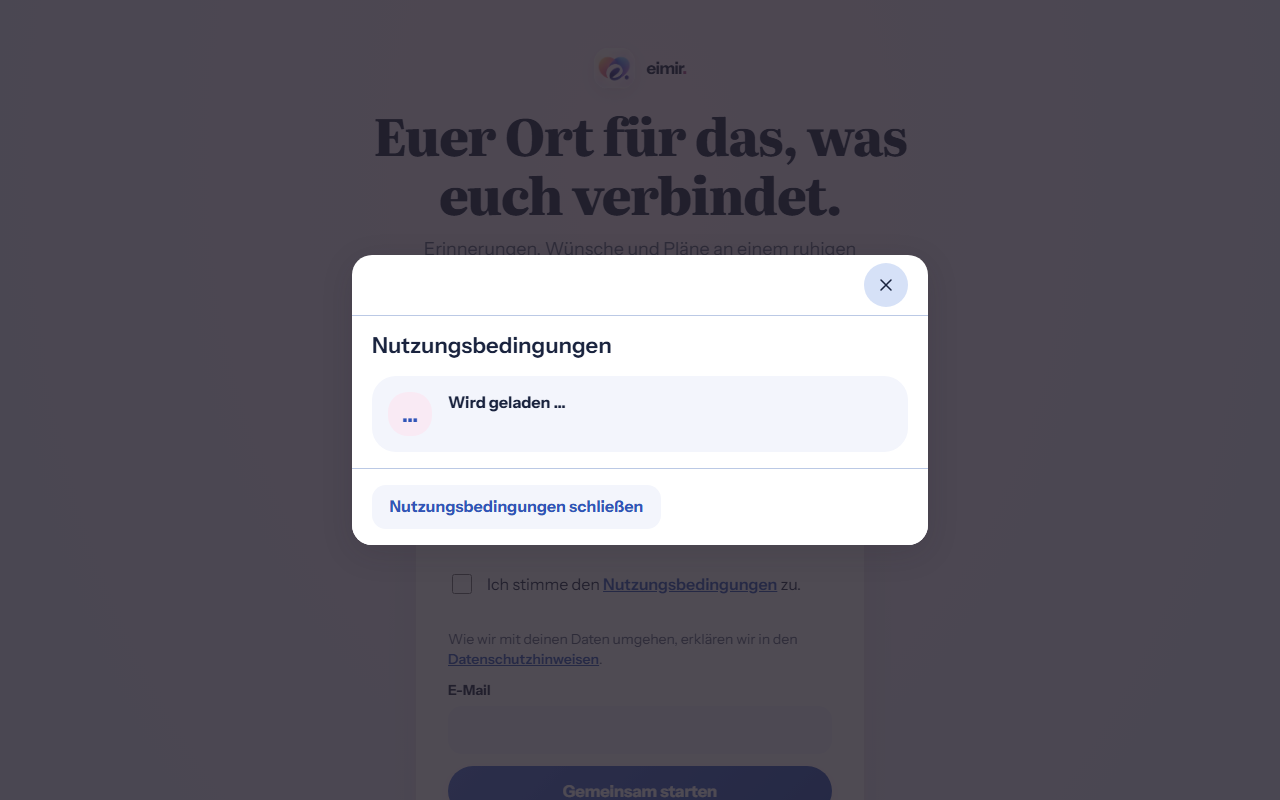 eimir.
Euer Ort für das, was
euch verbindet.
Erinnerungen, Wünsche und Pläne an einem ruhigen
Nutzungsbedingungen
... Wird geladen ...
Nutzungsbedingungen schließen
Ich stimme den Nutzungsbedingungen zu.
Wie wir mit deinen Daten umgehen, erklären wir in den
Datenschutzhinweisen.
E-Mail
Gemeinsam starten